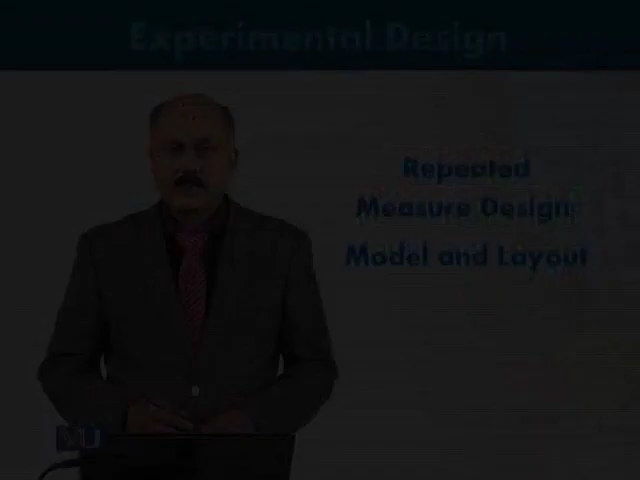 Experimental Design
Repeated
Measure Design:
Model and Layout